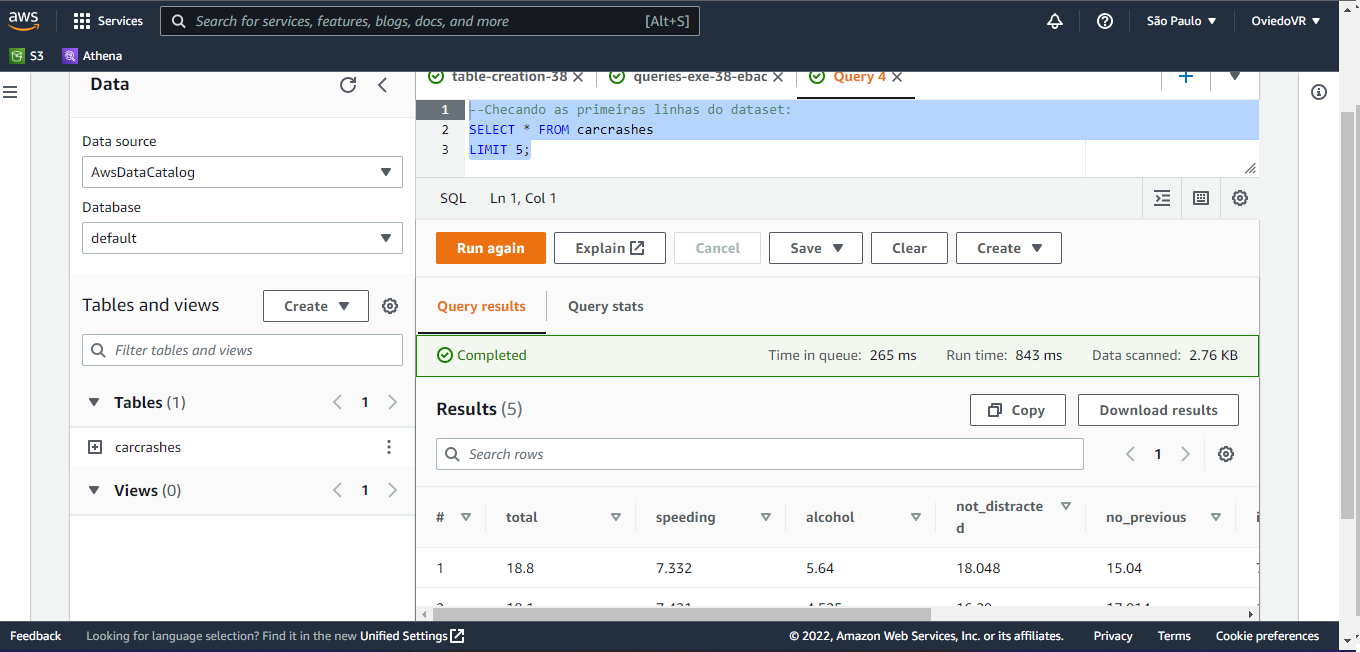 aws
Services
Search for services, features, blogs, docs, and more
[Alt+S]
São Paulo
OviedoVR
S3
Athena
Data
Data source
AwsDataCatalog
Database
default
Tables and views
Create
Filter tables and views
Tables (1)
1
carcrashes
Views (0)
1
table-creation-38
queries-exe-38-ebac
Query 4
1 --Checando as primeiras linhas do dataset:
2 SELECT * FROM carcrashes
3 LIMIT 5;
SQL Ln 1, Col 1
Run again
Explain
Cancel
Save
Clear
Create
Query results
Query stats
Completed
Time in queue: 265 ms
Run time: 843 ms
Data scanned: 2.76 KB
Results (5)
Copy
Download results
Search rows
1
# total speeding alcohol not_distracte
d no_previous
1 18.8 7.332 5.64 18.048 15.04
Feedback
Looking for language selection? Find it in the new Unified Settings
© 2022, Amazon Web Services, Inc. or its affiliates.
Privacy
Terms
Cookie preferences